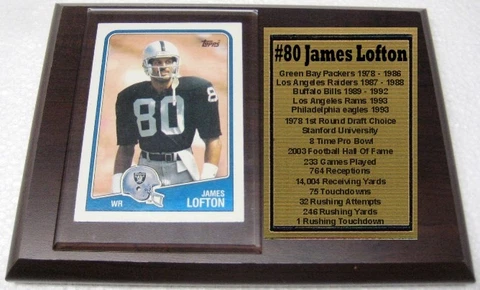 Topps
80
JAMES
LOFTON
WR
#80 James Lofton
Green Bay Packers 1978 - 1986
Los Angeles Raiders 1987 - 1988
Buffalo Bills 1989 - 1992
Los Angeles Rams 1993
Philadelphia eagles 1993
1978 1st Round Draft Choice
Stanford University
8 Time Pro Bowl
2003 Football Hall Of Fame
233 Games Played
764 Receptions
14,004 Receiving Yards
75 Touchdowns
32 Rushing Attempts
246 Rushing Yards
1 Rushing Touchdown